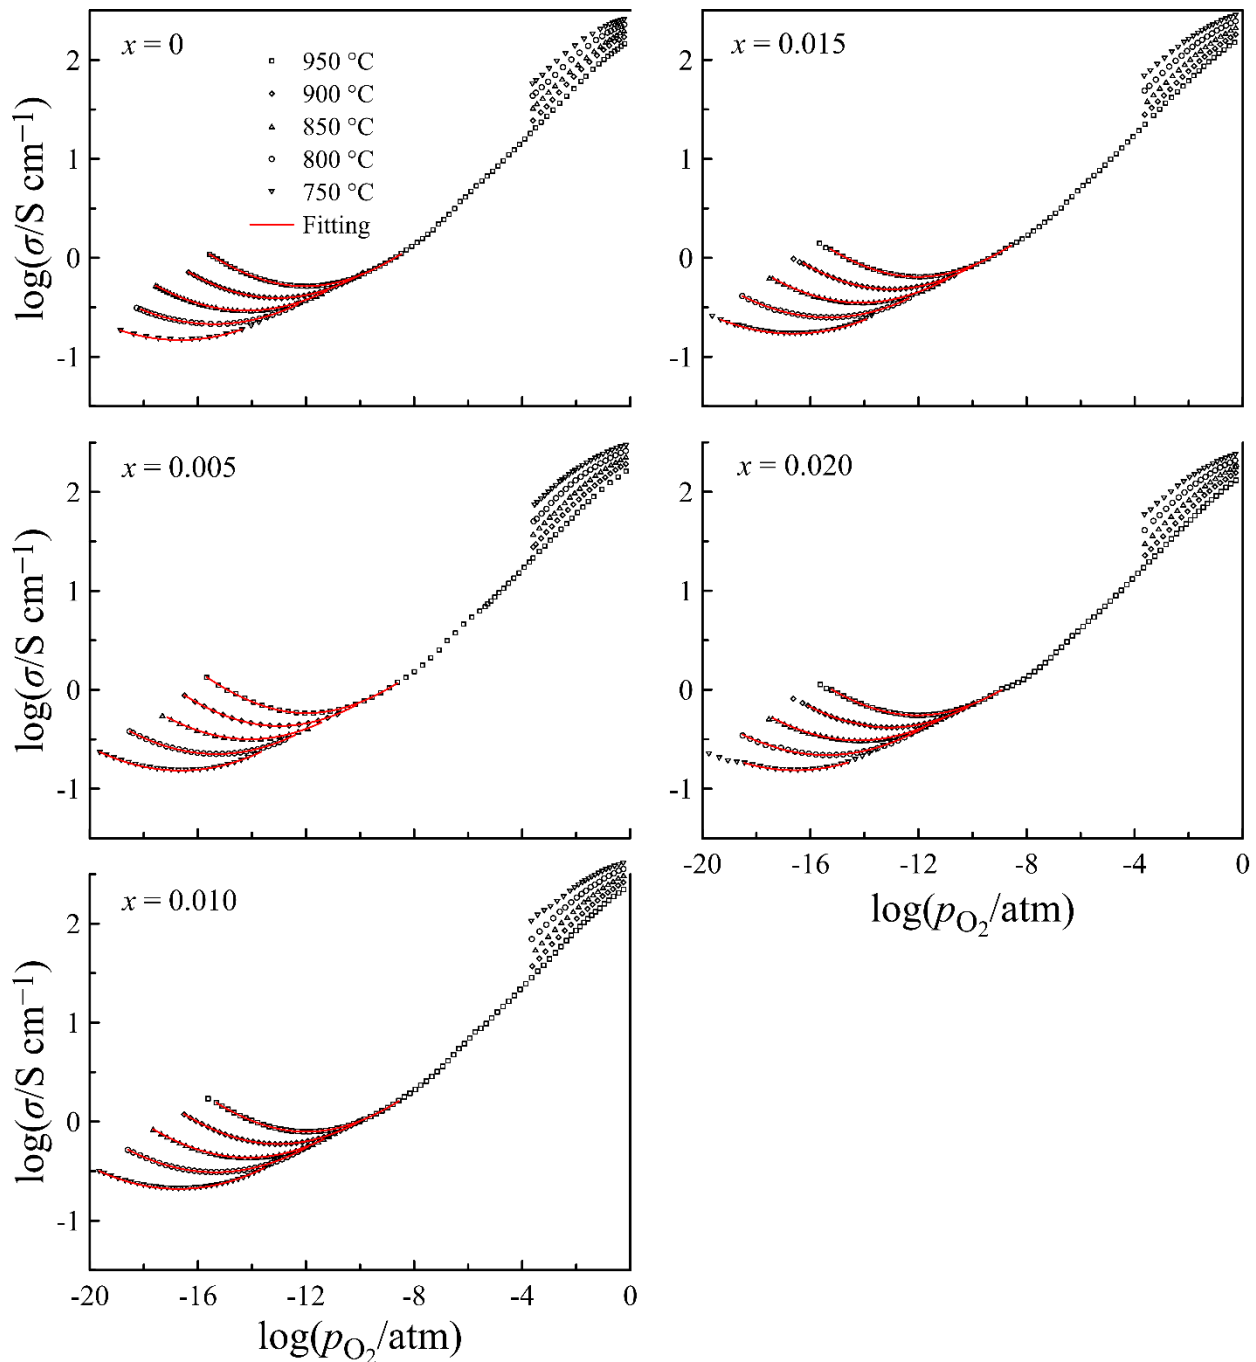 x = 0
950 °C
900 °C
850 °C
800 °C
750 °C
Fitting
2
1
0
-1
log(σ/S cm⁻¹)
x = 0.015
2
1
0
-1
x = 0.005
2
1
0
-1
log(σ/S cm⁻¹)
x = 0.020
2
1
0
-1
-20 -16 -12 -8 -4 0
log(pO₂/atm)
x = 0.010
2
1
0
-1
log(σ/S cm⁻¹)
-20 -16 -12 -8 -4 0
log(pO₂/atm)